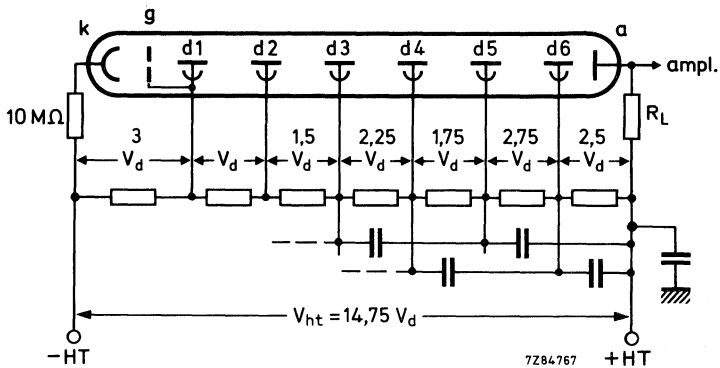 k g a
d1 d2 d3 d4 d5 d6
ampl.
10 MΩ
R_L
3 1,5 2,25 1,75 2,75 2,5
V_d V_d V_d V_d V_d V_d V_d
V_ht = 14,75 V_d
−HT 7Z84767 +HT